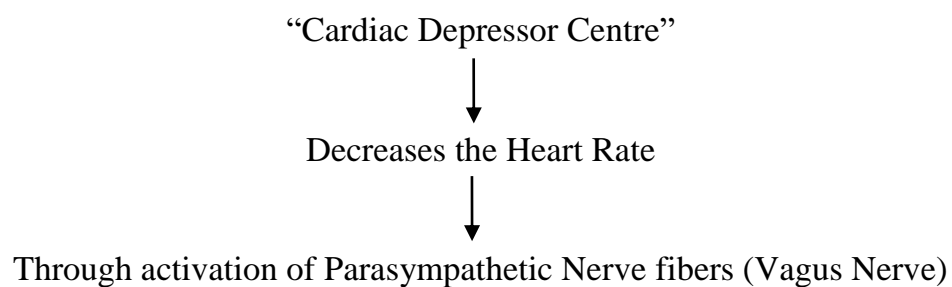 “Cardiac Depressor Centre”
Decreases the Heart Rate
Through activation of Parasympathetic Nerve fibers (Vagus Nerve)